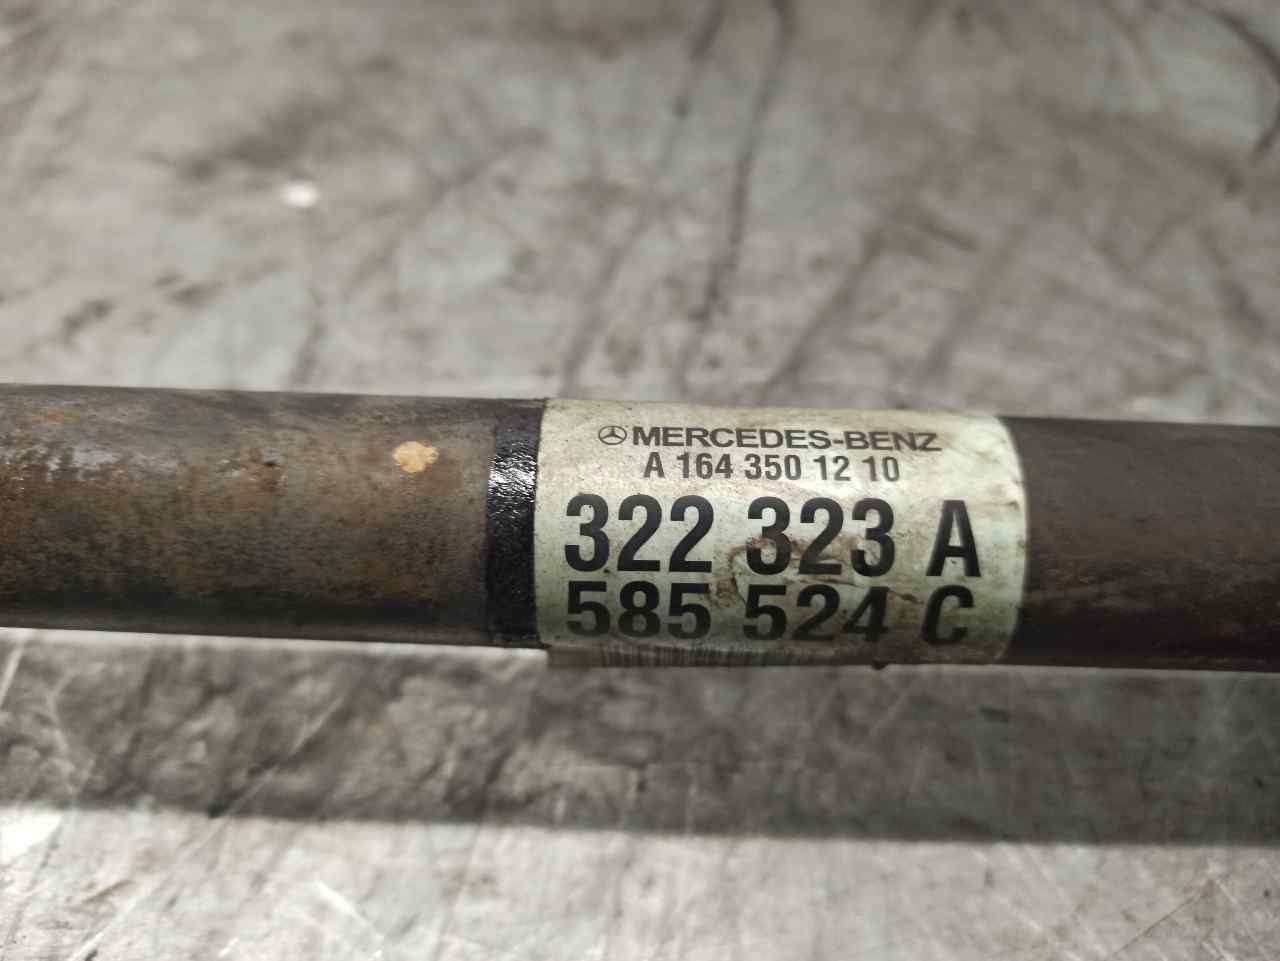 MERCEDES-BENZ
A 164 350 12 10
322 323 A
585 524 C